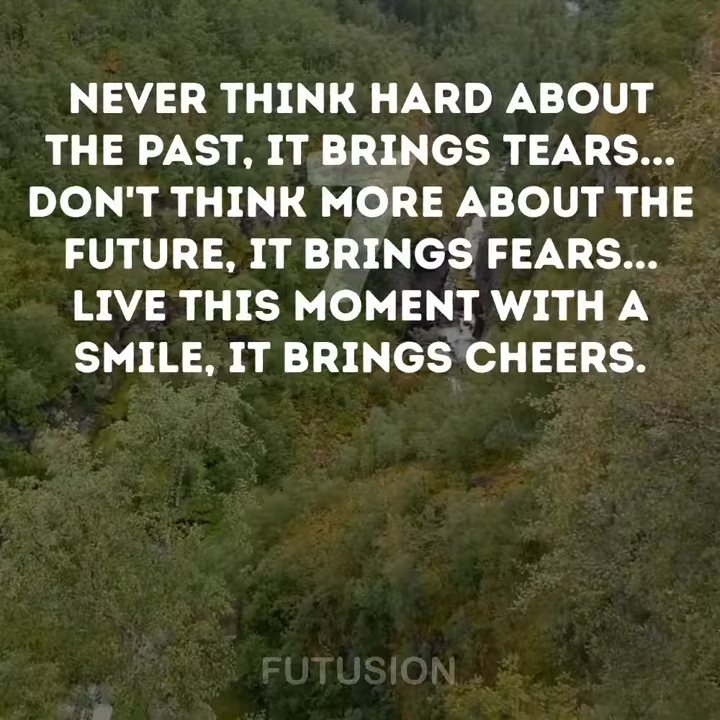 NEVER THINK HARD ABOUT
THE PAST, IT BRINGS TEARS...
DON'T THINK MORE ABOUT THE
FUTURE, IT BRINGS FEARS...
LIVE THIS MOMENT WITH A
SMILE, IT BRINGS CHEERS.
FUTUSION